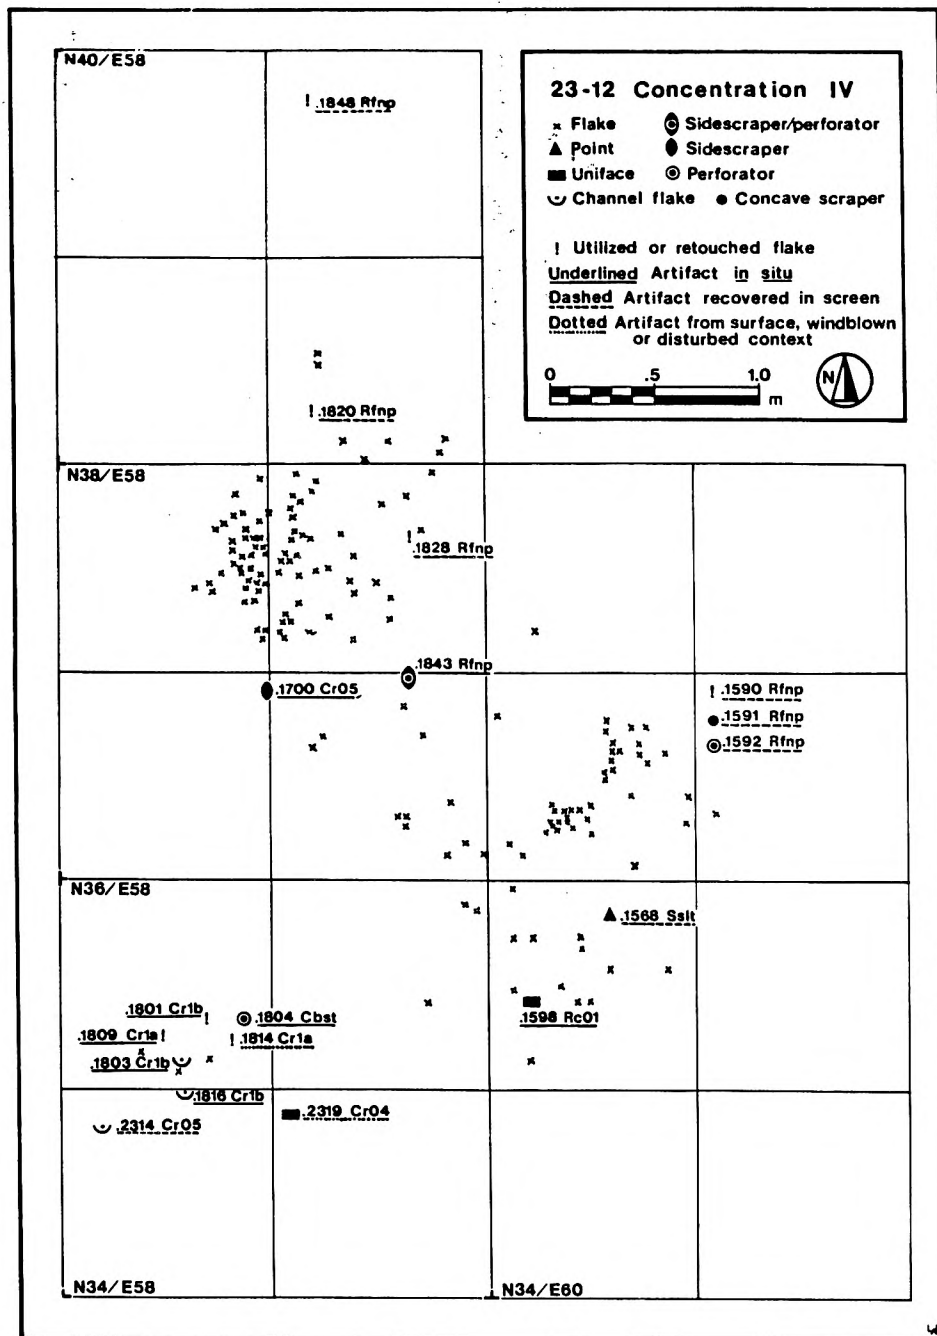 N40/E58
! .1848 Rfnp
23-12 Concentration IV
Flake
Sidescraper/perforator
Point
Sidescraper
Uniface
Perforator
Channel flake
Concave scraper
! Utilized or retouched flake
Underlined Artifact in situ
Dashed Artifact recovered in screen
Dotted Artifact from surface, windblown
or disturbed context
0 .5 1.0
m
N
! .1820 Rfnp
N38/E58
! .1828 Rfnp
.1843 Rfnp
.1700 Cr05
! .1590 Rfnp
.1591 Rfnp
.1592 Rfnp
N36/E58
.1568 Sslt
.1801 Cr1b !
.1804 Cbst
.1598 Rc01
.1809 Cr1a !
! .1814 Cr1a
.1803 Cr1b
.1816 Cr1b
.2319 Cr04
.2314 Cr05
N34/E58
N34/E60